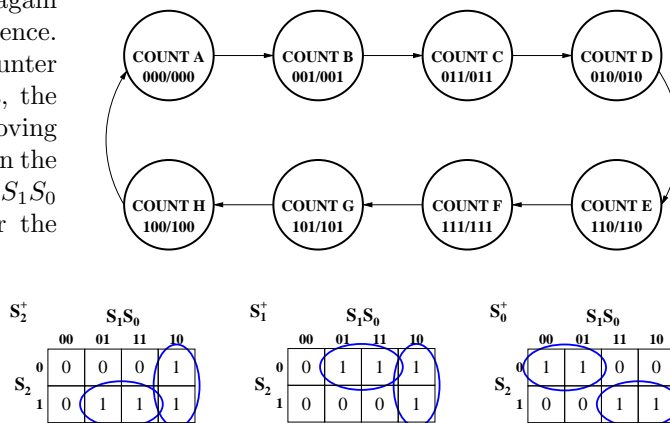 ence.
unter
the
oving
n the
S1S0
r the
COUNT A
000/000
COUNT B
001/001
COUNT C
011/011
COUNT D
010/010
COUNT H
100/100
COUNT G
101/101
COUNT F
111/111
COUNT E
110/110
S2+ S1S0
00 01 11 10
S2
0 0 0 0 1
1 0 1 1 1
S1+ S1S0
00 01 11 10
S2
0 0 1 1 1
1 0 0 0 1
S0+ S1S0
00 01 11 10
S2
0 1 1 0 0
1 0 0 1 1